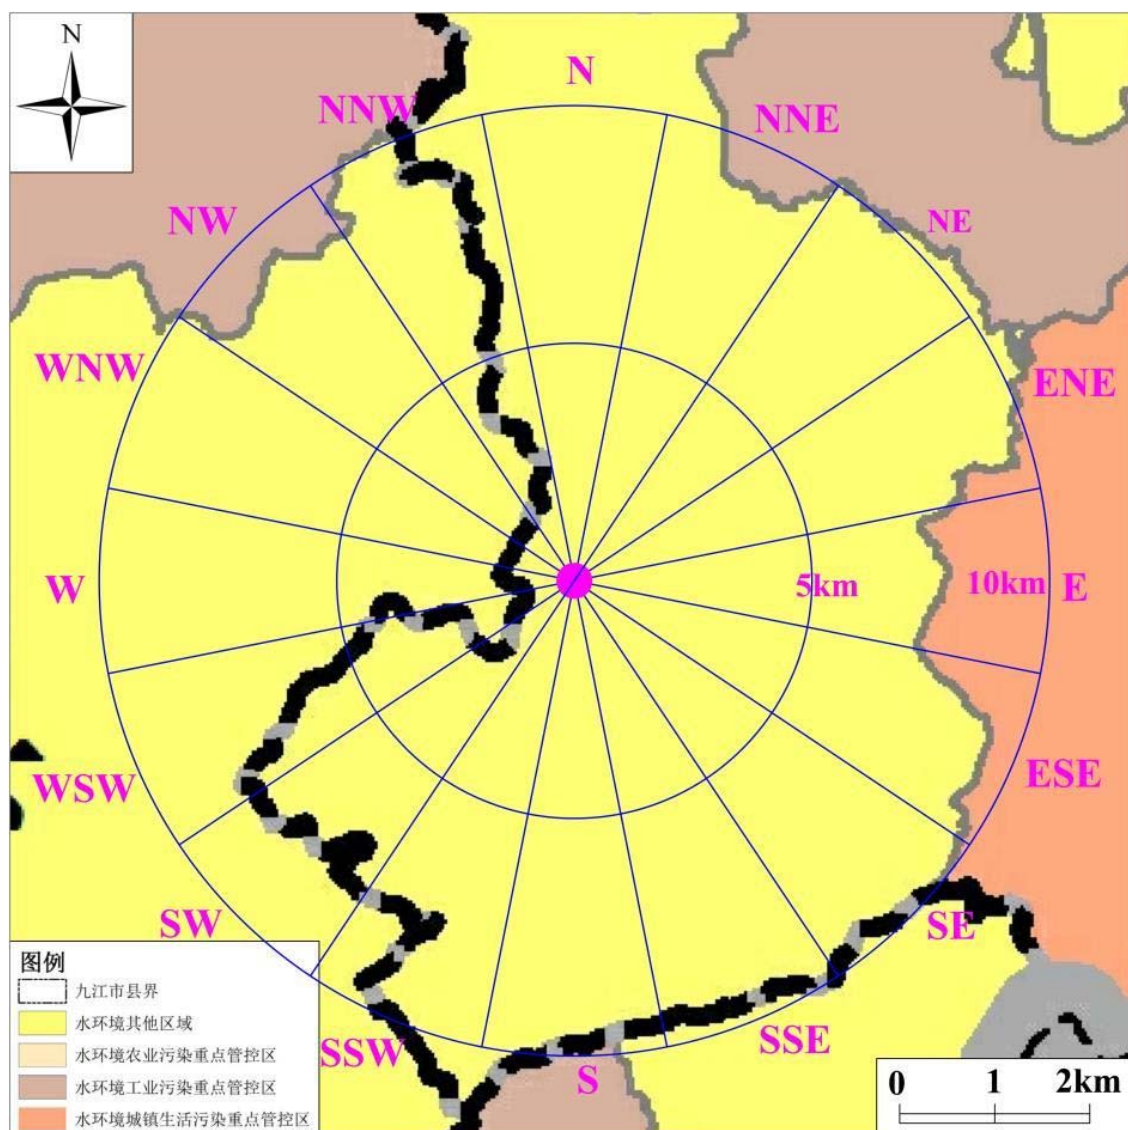 N
N
NNW
NNE
NW
NE
WNW
ENE
W
5km
10km
E
WSW
ESE
SW
SE
SSW
SSE
S
图例
九江市县界
水环境其他区域
水环境农业污染重点管控区
水环境工业污染重点管控区
水环境城镇生活污染重点管控区
0 1 2km